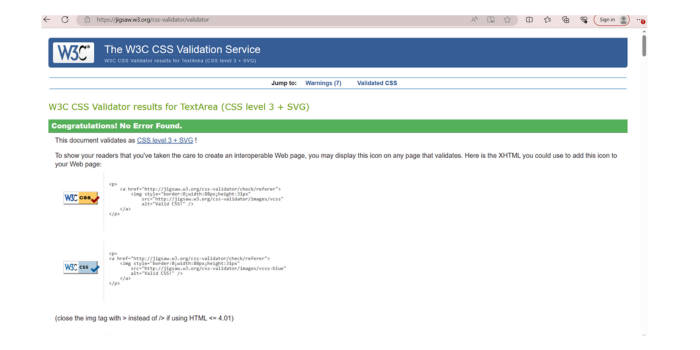 https://jigsaw.w3.org/css-validator/validator
Sign in
W3C The W3C CSS Validation Service
W3C CSS Validator results for TextArea (CSS level 3 + SVG)
Jump to: Warnings (7) Validated CSS
W3C CSS Validator results for TextArea (CSS level 3 + SVG)
Congratulations! No Error Found.
This document validates as CSS level 3 + SVG !
To show your readers that you've taken the care to create an interoperable Web page, you may display this icon on any page that validates. Here is the XHTML you could use to add this icon to
your Web page:
<p>
<a href="http://jigsaw.w3.org/css-validator/check/referer">
<img style="border:0;width:88px;height:31px"
src="http://jigsaw.w3.org/css-validator/images/vcss"
alt="Valid CSS!" />
</a>
</p>
W3C css
<p>
<a href="http://jigsaw.w3.org/css-validator/check/referer">
<img style="border:0;width:88px;height:31px"
src="http://jigsaw.w3.org/css-validator/images/vcss-blue"
alt="Valid CSS!" />
</a>
</p>
W3C css
(close the img tag with > instead of /> if using HTML <= 4.01)